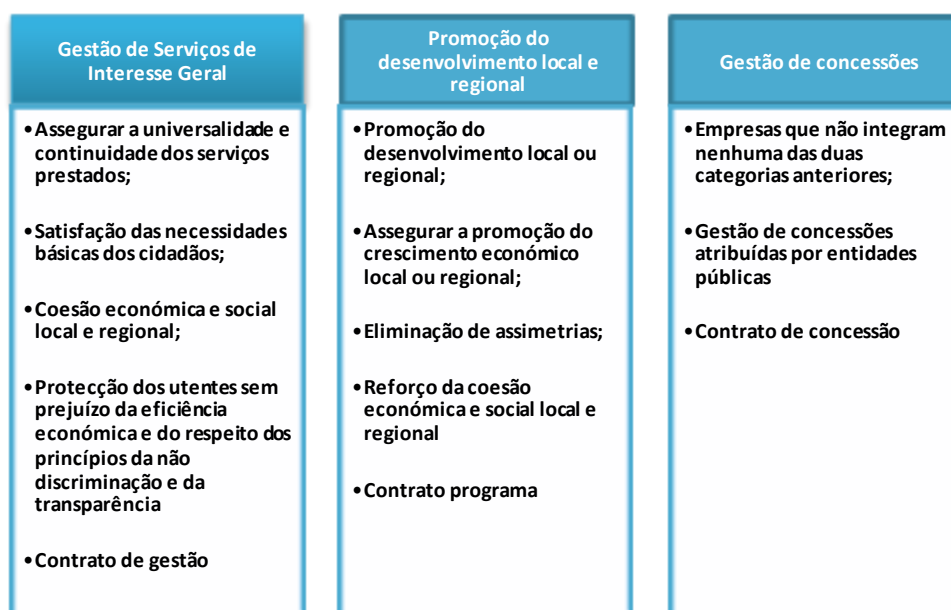 Gestão de Serviços de
Interesse Geral
•Assegurar a universalidade e
continuidade dos serviços
prestados;
•Satisfação das necessidades
básicas dos cidadãos;
•Coesão económica e social
local e regional;
•Protecção dos utentes sem
prejuízo da eficiência
económica e do respeito dos
princípios da não
discriminação e da
transparência
•Contrato de gestão
Promoção do
desenvolvimento local e
regional
•Promoção do
desenvolvimento local ou
regional;
•Assegurar a promoção do
crescimento económico
local ou regional;
•Eliminação de assimetrias;
•Reforço da coesão
económica e social local e
regional
•Contrato programa
Gestão de concessões
•Empresas que não integram
nenhuma das duas
categorias anteriores;
•Gestão de concessões
atribuídas por entidades
públicas
•Contrato de concessão